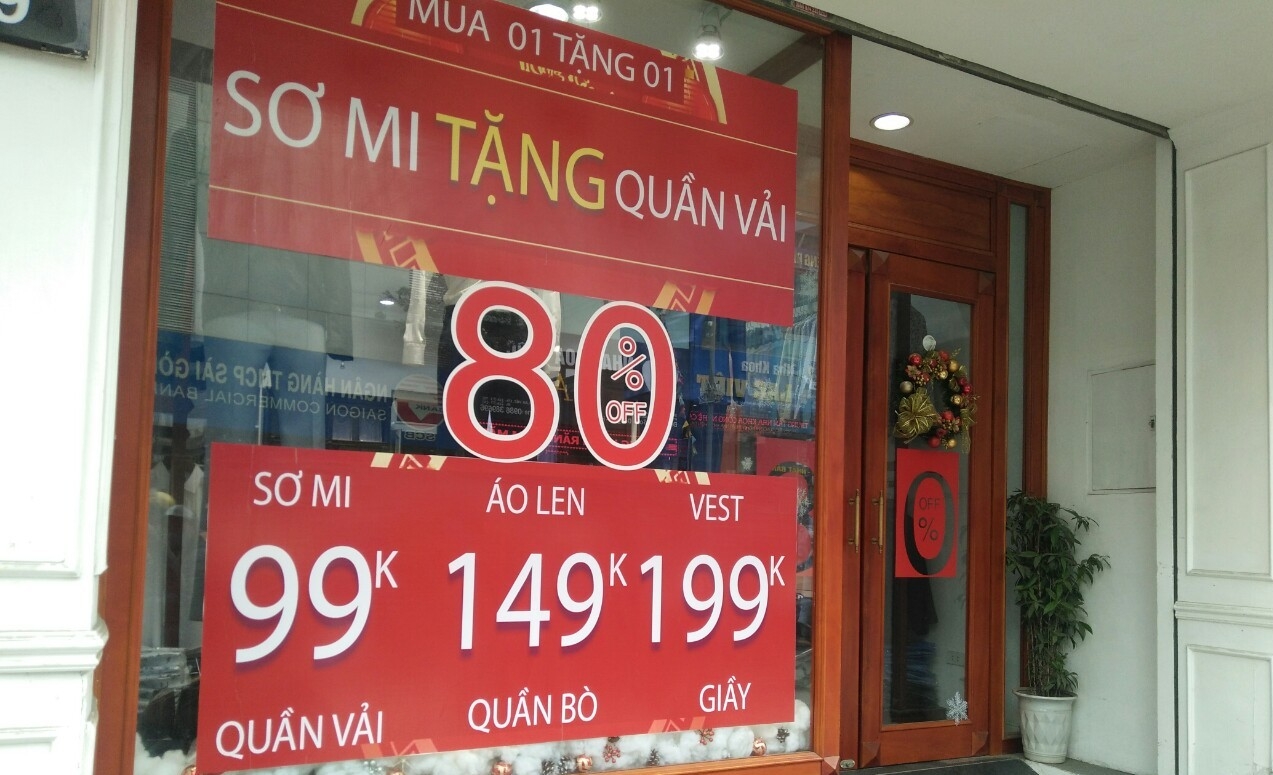 MUA 01 TẶNG 01
SƠ MI TẶNG QUẦN VẢI
80
%
OFF
SƠ MI
ÁO LEN
VEST
99K
149K
199K
QUẦN VẢI
QUẦN BÒ
GIẦY
NGÂN HÀNG TMCP SÀI GÒN
SAIGON COMMERCIAL BANK
OFF
%